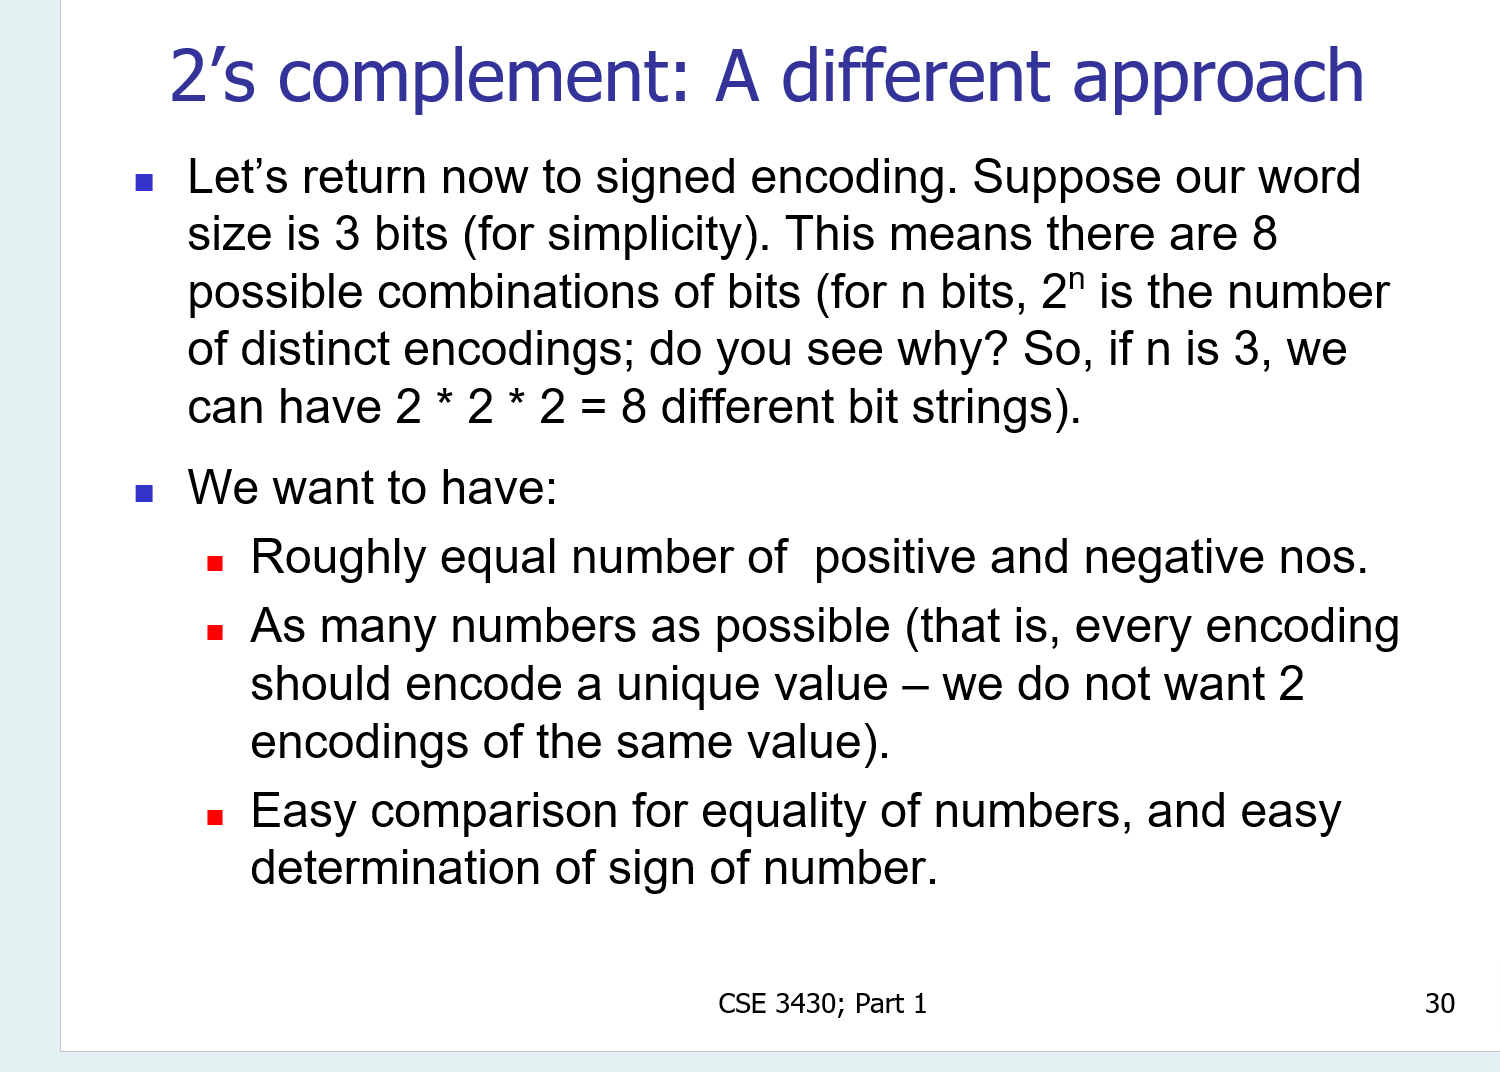 2’s complement: A different approach
Let’s return now to signed encoding. Suppose our word
size is 3 bits (for simplicity). This means there are 8
possible combinations of bits (for n bits, 2ⁿ is the number
of distinct encodings; do you see why? So, if n is 3, we
can have 2 * 2 * 2 = 8 different bit strings).
We want to have:
Roughly equal number of  positive and negative nos.
As many numbers as possible (that is, every encoding
should encode a unique value – we do not want 2
encodings of the same value).
Easy comparison for equality of numbers, and easy
determination of sign of number.
CSE 3430; Part 1
30